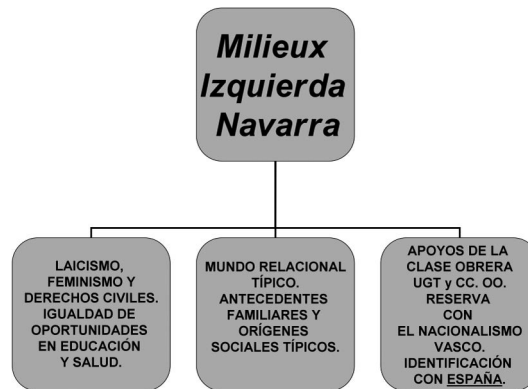 Milieux
Izquierda
Navarra
LAICISMO,
FEMINISMO Y
DERECHOS CIVILES.
IGUALDAD DE
OPORTUNIDADES
EN EDUCACIÓN
Y SALUD.
MUNDO RELACIONAL
TÍPICO.
ANTECEDENTES
FAMILIARES Y
ORÍGENES
SOCIALES TÍPICOS.
APOYOS DE LA
CLASE OBRERA
UGT y CC. OO.
RESERVA
CON
EL NACIONALISMO
VASCO.
IDENTIFICACIÓN
CON ESPAÑA.